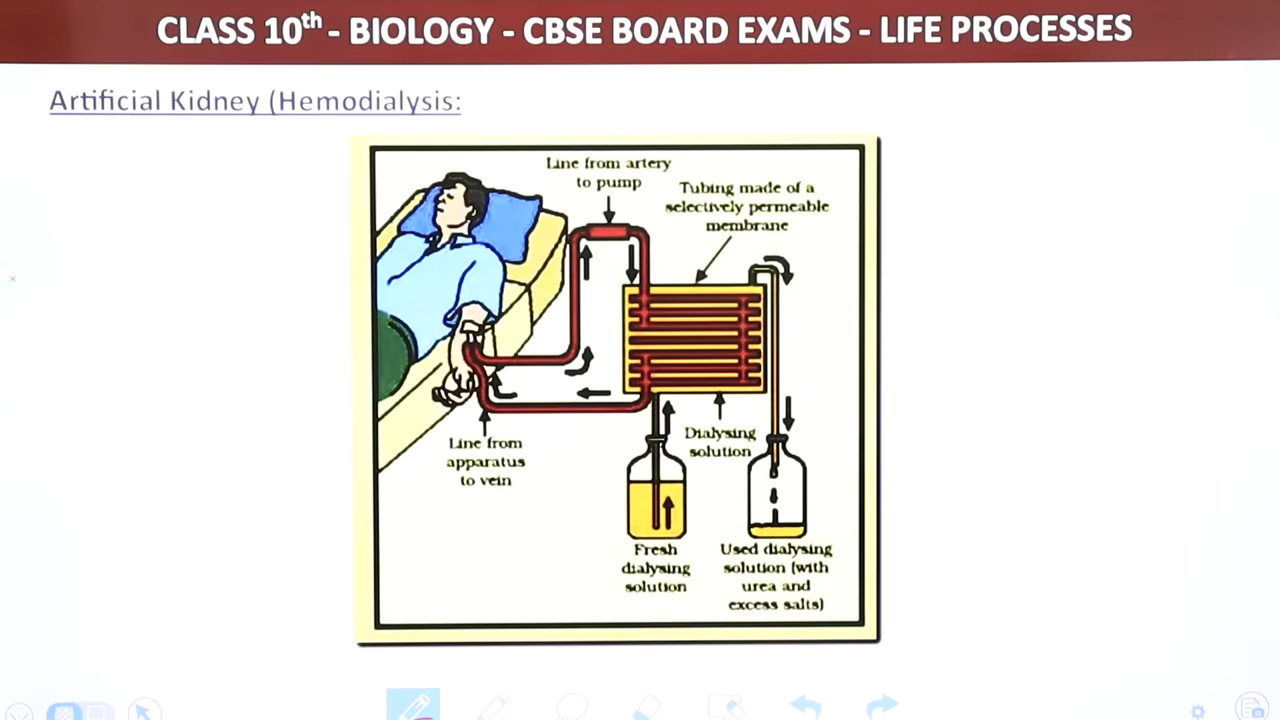 CLASS 10th - BIOLOGY - CBSE BOARD EXAMS - LIFE PROCESSES
Artificial Kidney (Hemodialysis:
Line from artery
to pump
Tubing made of a
selectively permeable
membrane
Line from
apparatus
to vein
Dialysing
solution
Fresh
dialysing
solution
Used dialysing
solution (with
urea and
excess salts)